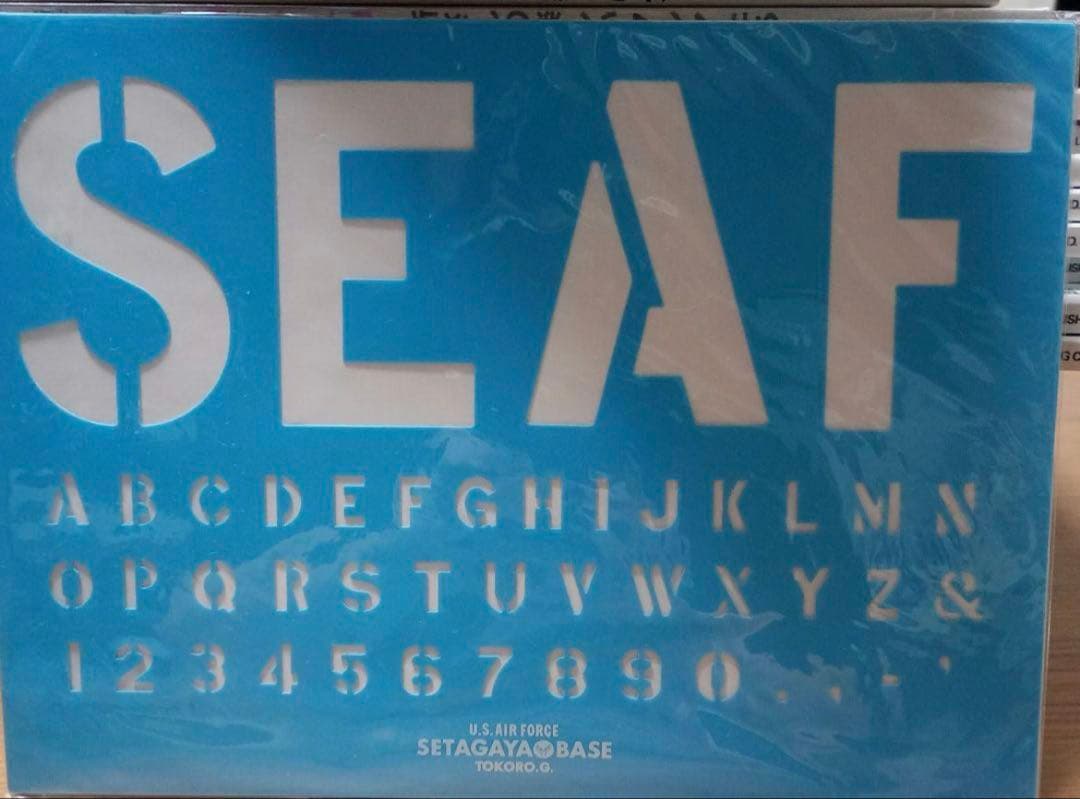 SEAF
ABCDEFGHIJKLMN
OPQRSTUVWXYZ&
1234567890.,-'
U.S. AIR FORCE
SETAGAYA BASE
TOKORO.G.